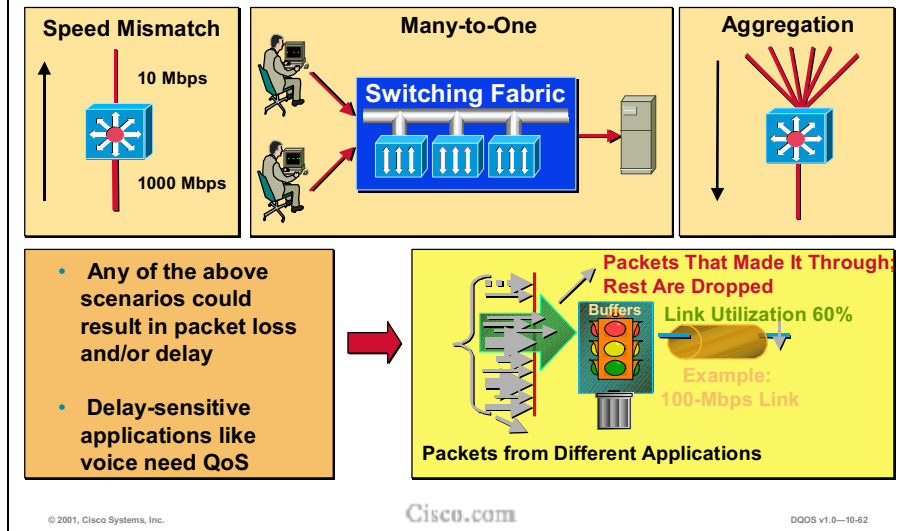 Speed Mismatch
10 Mbps
1000 Mbps
Many-to-One
Switching Fabric
Aggregation
• Any of the above
scenarios could
result in packet loss
and/or delay
• Delay-sensitive
applications like
voice need QoS
Packets That Made It Through;
Rest Are Dropped
Buffers
Link Utilization 60%
Example:
100-Mbps Link
Packets from Different Applications
© 2001, Cisco Systems, Inc.
Cisco.com
DQOS v1.0—10-62